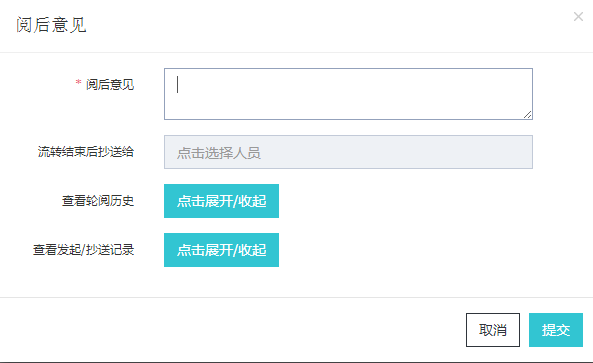 阅后意见
×
* 阅后意见
流转结束后抄送给 点击选择人员
查看轮阅历史 点击展开/收起
查看发起/抄送记录 点击展开/收起
取消 提交